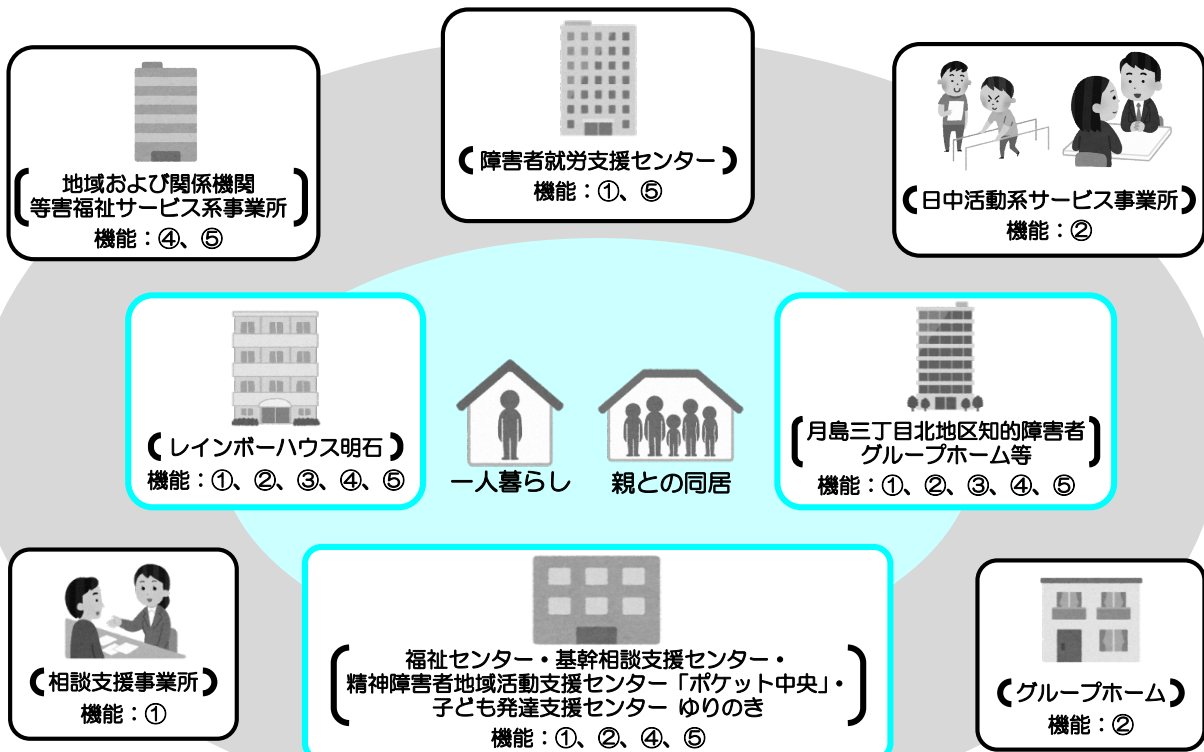 障害者就労支援センター
機能：①、⑤
地域および関係機関
等害福祉サービス系事業所
機能：④、⑤
日中活動系サービス事業所
機能：②
レインボーハウス明石
機能：①、②、③、④、⑤
一人暮らし
親との同居
月島三丁目北地区知的障害者
グループホーム等
機能：①、②、③、④、⑤
相談支援事業所
機能：①
福祉センター・基幹相談支援センター・
精神障害者地域活動支援センター「ポケット中央」・
子ども発達支援センター ゆりのき
機能：①、②、④、⑤
グループホーム
機能：②